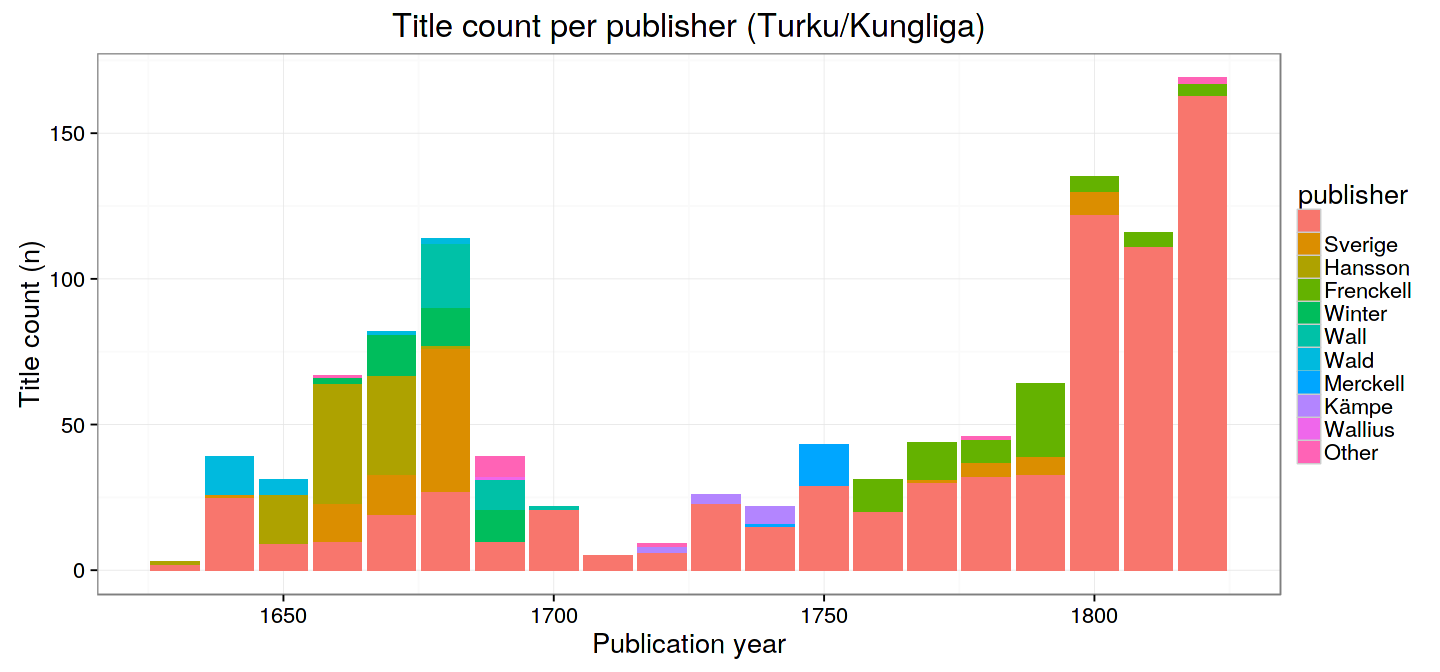 Title count per publisher (Turku/Kungliga)
Title count (n)
150
100
50
0
1650
1700
1750
1800
Publication year
publisher
Sverige
Hansson
Frenckell
Winter
Wall
Wald
Merckell
Kämpe
Wallius
Other